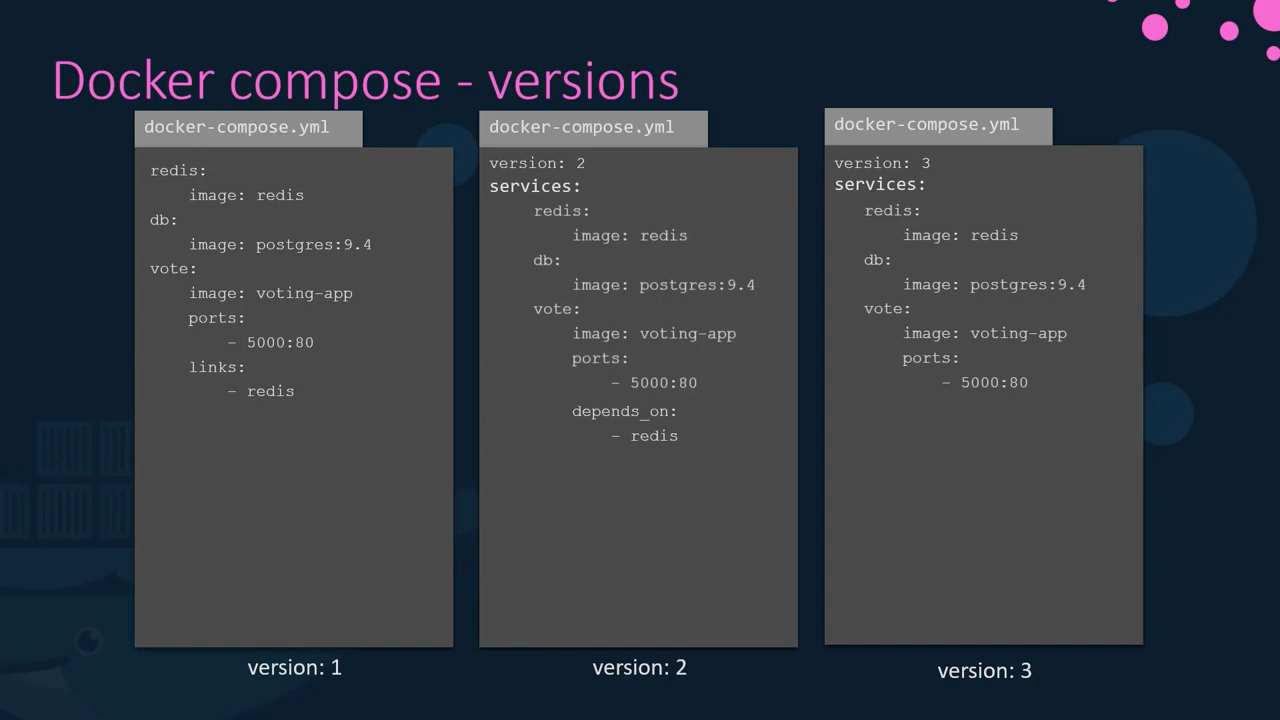 Docker compose - versions
docker-compose.yml
redis:
image: redis
db:
image: postgres:9.4
vote:
image: voting-app
ports:
- 5000:80
links:
- redis
version: 1
docker-compose.yml
version: 2
services:
redis:
image: redis
db:
image: postgres:9.4
vote:
image: voting-app
ports:
- 5000:80
depends_on:
- redis
version: 2
docker-compose.yml
version: 3
services:
redis:
image: redis
db:
image: postgres:9.4
vote:
image: voting-app
ports:
- 5000:80
version: 3